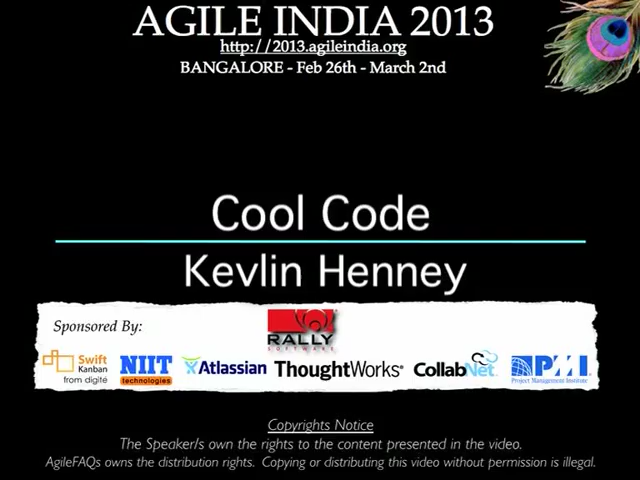 AGILE INDIA 2013
http://2013.agileindia.org
BANGALORE - Feb 26th - March 2nd
Cool Code
Kevlin Henney
Sponsored By:
RALLY
SOFTWARE
Swift Kanban from digité
NIIT technologies
Atlassian
ThoughtWorks®
CollabNet
PMI Project Management Institute
Copyrights Notice
The Speaker/s own the rights to the content presented in the video.
AgileFAQs owns the distribution rights. Copying or distributing this video without permission is illegal.